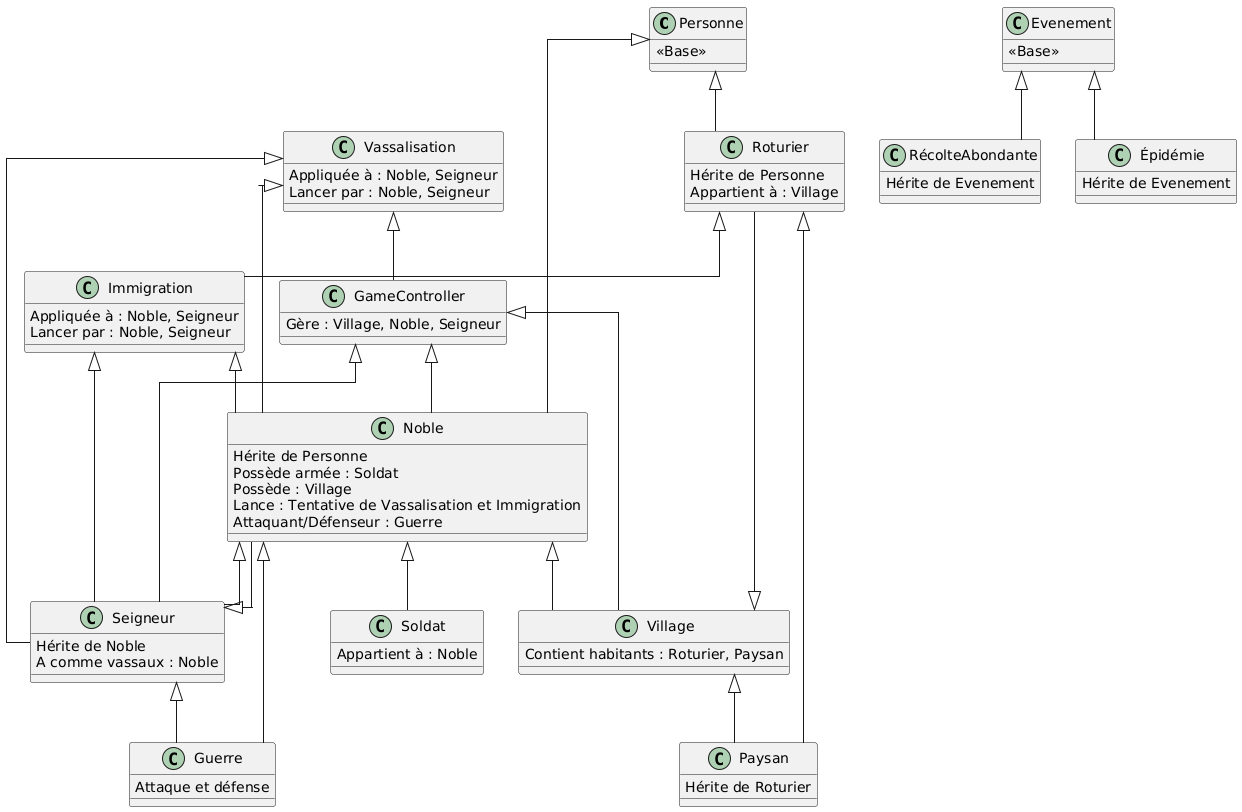 C Personne
«Base»
C Evenement
«Base»
C Vassalisation
Appliquée à : Noble, Seigneur
Lancer par : Noble, Seigneur
C Roturier
Hérite de Personne
Appartient à : Village
C RécolteAbondante
Hérite de Evenement
C Épidémie
Hérite de Evenement
C Immigration
Appliquée à : Noble, Seigneur
Lancer par : Noble, Seigneur
C GameController
Gère : Village, Noble, Seigneur
C Noble
Hérite de Personne
Possède armée : Soldat
Possède : Village
Lance : Tentative de Vassalisation et Immigration
Attaquant/Défenseur : Guerre
C Seigneur
Hérite de Noble
A comme vassaux : Noble
C Soldat
Appartient à : Noble
C Village
Contient habitants : Roturier, Paysan
C Guerre
Attaque et défense
C Paysan
Hérite de Roturier